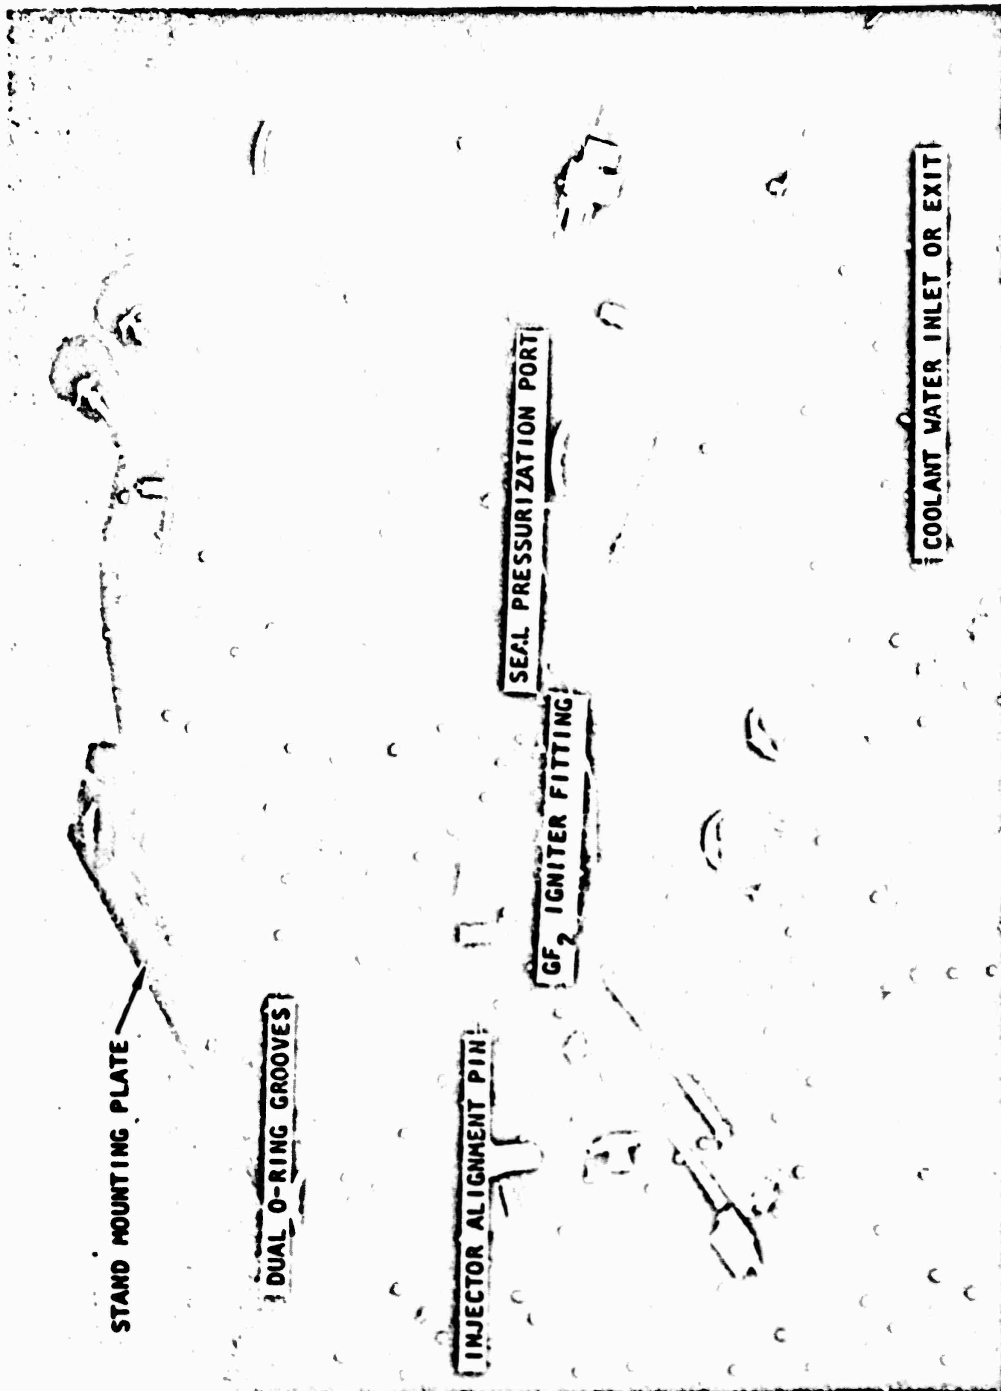 STAND MOUNTING PLATE
DUAL O-RING GROOVES
INJECTOR ALIGNMENT PIN
GF2 IGNITER FITTING
SEAL PRESSURIZATION PORT
COOLANT WATER INLET OR EXIT